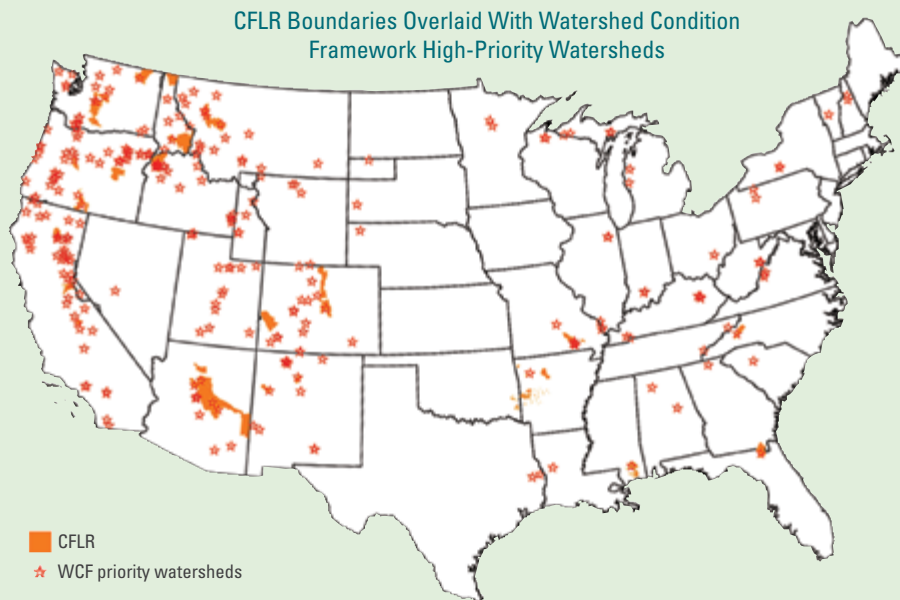 CFLR Boundaries Overlaid With Watershed Condition
Framework High-Priority Watersheds
CFLR
WCF priority watersheds